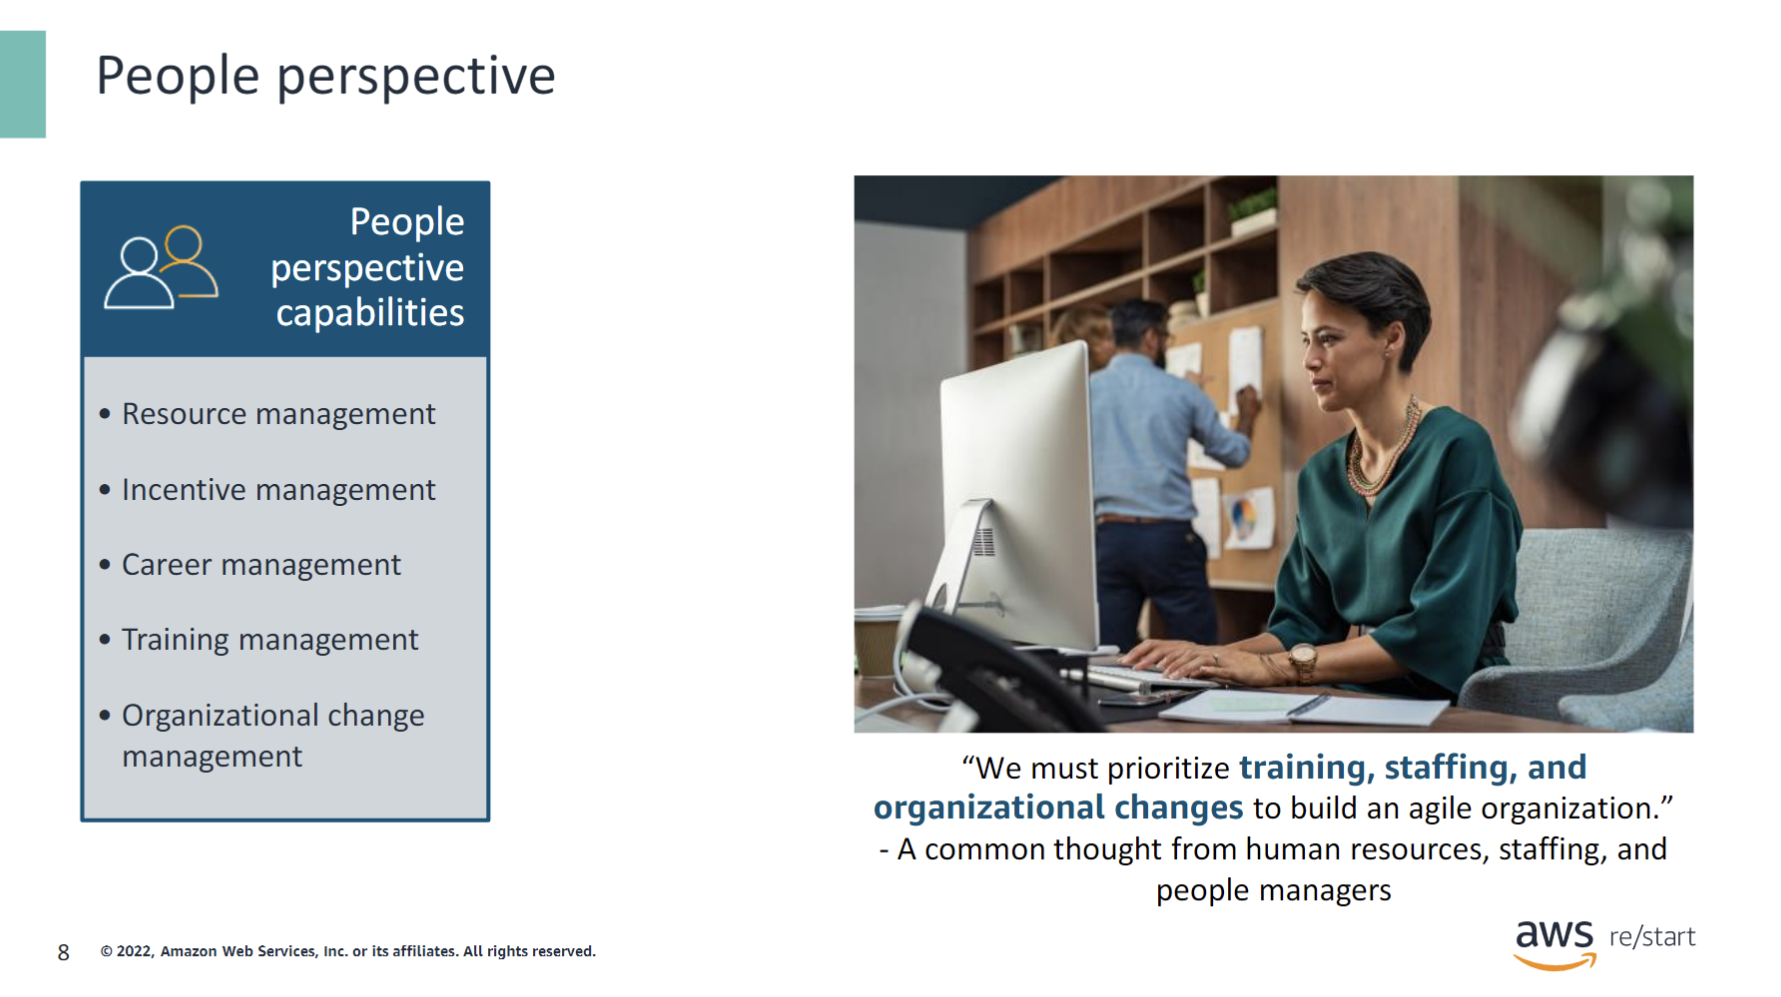 People perspective
People
perspective
capabilities
• Resource management
• Incentive management
• Career management
• Training management
• Organizational change
management
“We must prioritize training, staffing, and
organizational changes to build an agile organization.”
- A common thought from human resources, staffing, and
people managers
8
© 2022, Amazon Web Services, Inc. or its affiliates. All rights reserved.
aws re/start